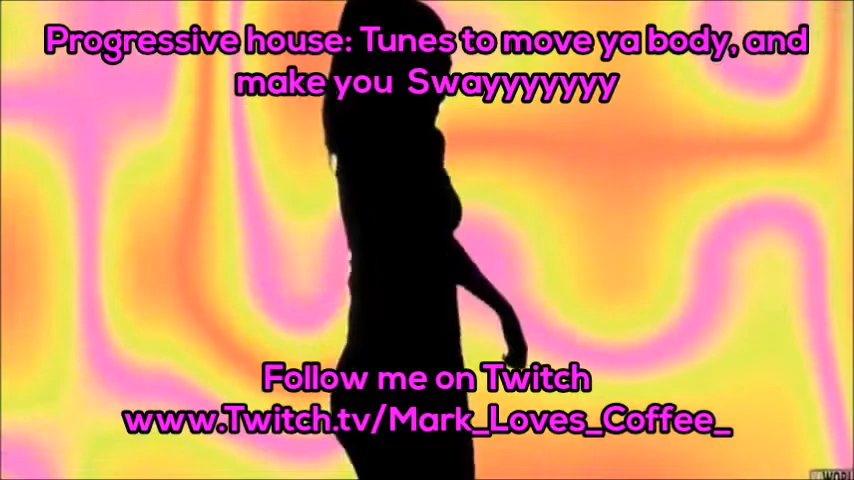 Progressive house: Tunes to move ya body, and
make you Swayyyyyyy
Follow me on Twitch
www.Twitch.tv/Mark_Loves_Coffee_